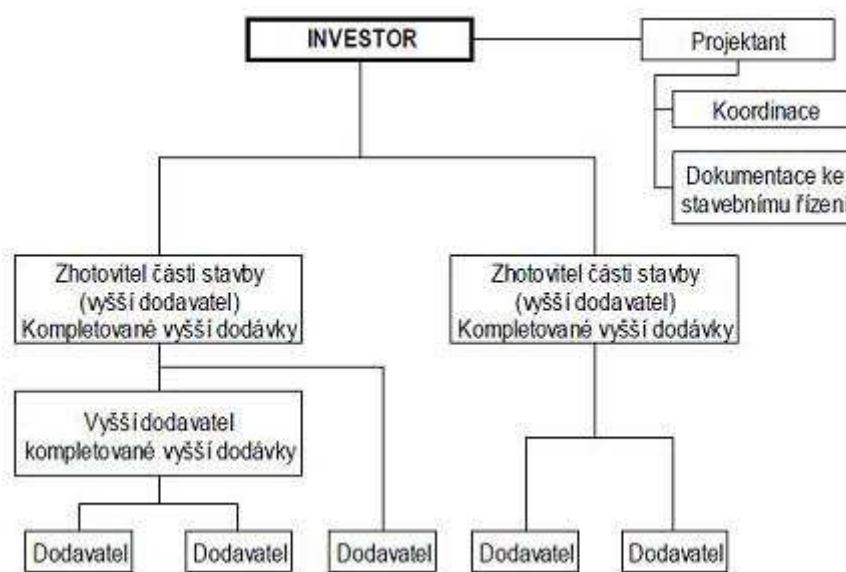 INVESTOR
Projektant
Koordinace
Dokumentace ke
stavebnímu řízení
Zhotovitel části stavby
(vyšší dodavatel)
Kompletované vyšší dodávky
Zhotovitel části stavby
(vyšší dodavatel)
Kompletované vyšší dodávky
Vyšší dodavatel
kompletované vyšší dodávky
Dodavatel
Dodavatel
Dodavatel
Dodavatel
Dodavatel